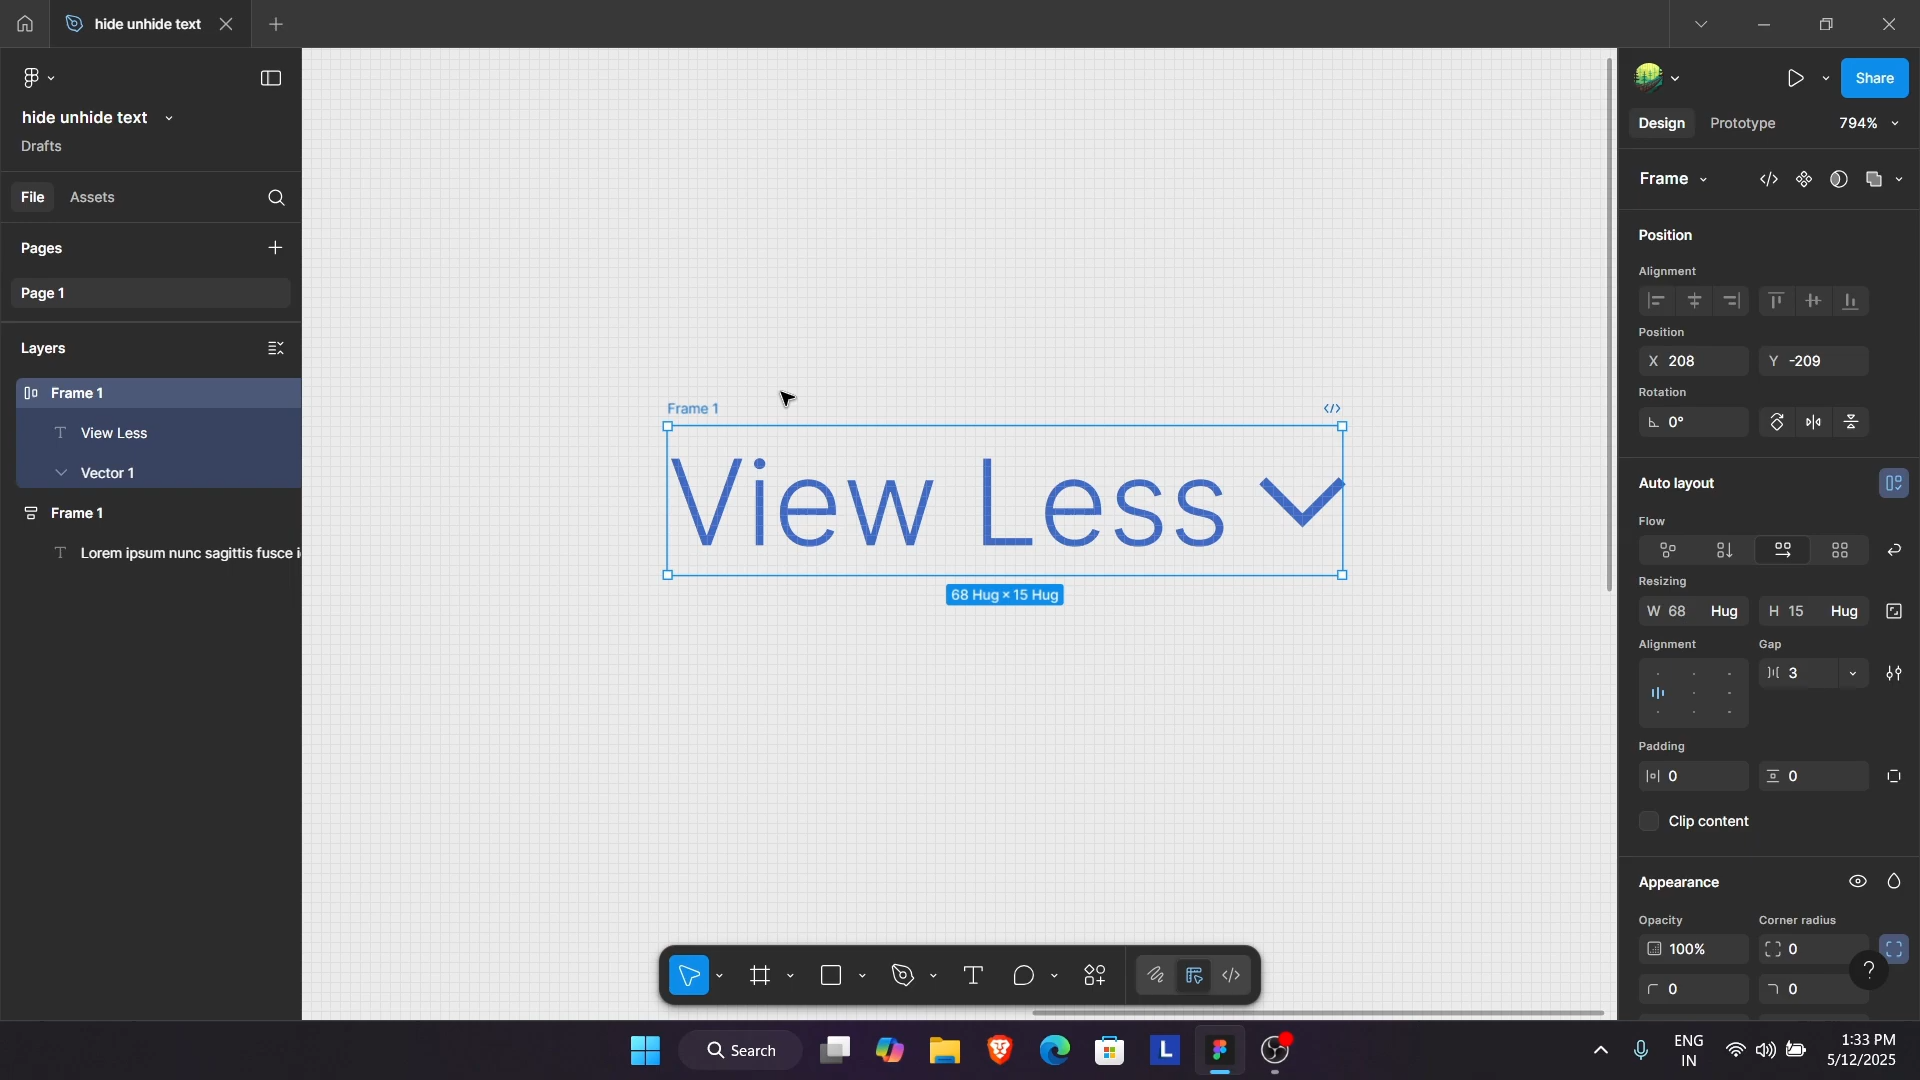 hide unhide text
hide unhide text
Drafts
File
Assets
Pages
Page 1
Layers
Frame 1
View Less
Vector 1
Frame 1
Lorem ipsum nunc sagittis fusce i
Frame 1
View Less
68 Hug × 15 Hug
Share
Design
Prototype
794%
Frame
Position
Alignment
Position
X 208
Y -209
Rotation
0°
Auto layout
Flow
Resizing
W 68 Hug
H 15 Hug
Alignment
Gap
3
Padding
0
0
Clip content
Appearance
Opacity
Corner radius
100%
0
0
0
?
Search
L
ENG
IN
1:33 PM
5/12/2025